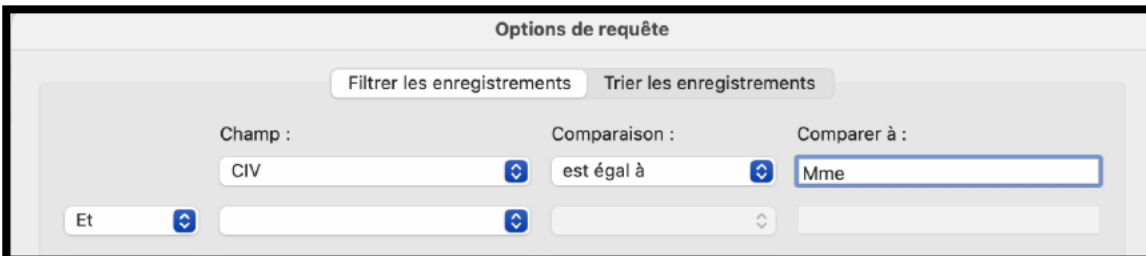 Options de requête
Filtrer les enregistrements Trier les enregistrements
Champ : Comparaison : Comparer à :
CIV est égal à Mme
Et